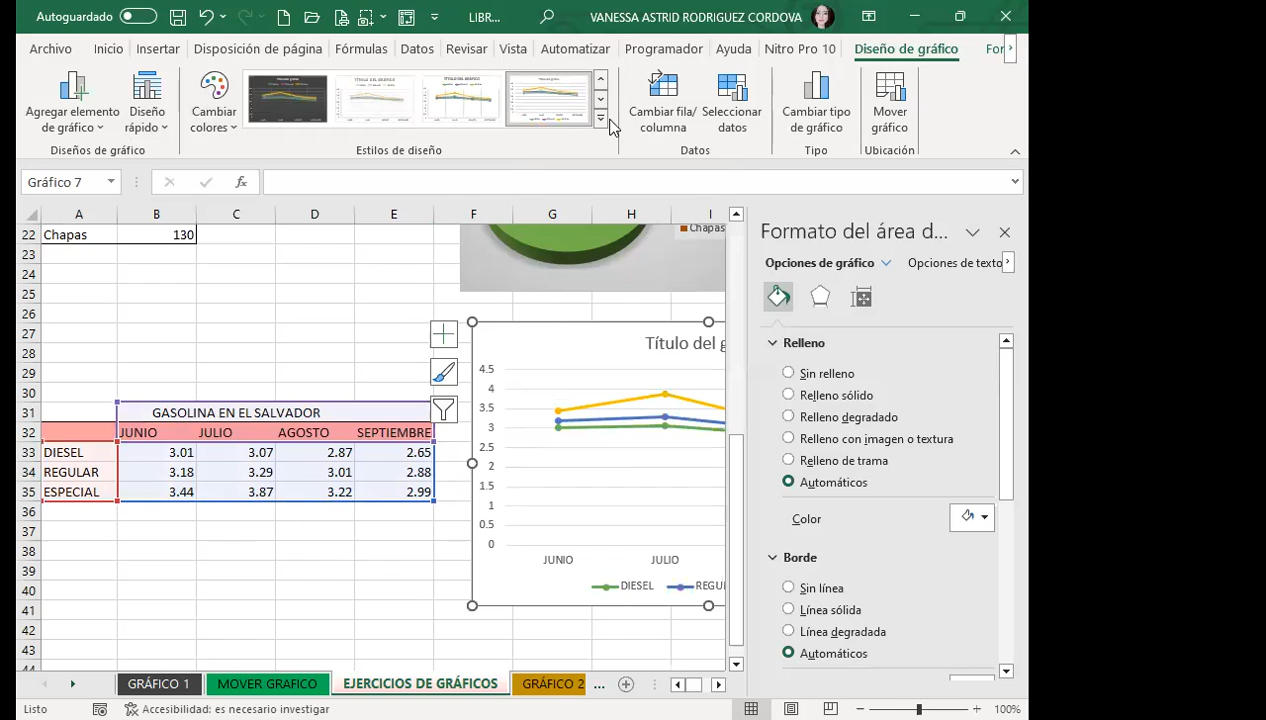 Autoguardado LIBR... VANESSA ASTRID RODRIGUEZ CORDOVA
Archivo Inicio Insertar Disposición de página Fórmulas Datos Revisar Vista Automatizar Programador Ayuda Nitro Pro 10 Diseño de gráfico For
Agregar elemento de gráfico
Diseño rápido
Cambiar colores
Cambiar fila/ columna
Seleccionar datos
Cambiar tipo de gráfico
Mover gráfico
Diseños de gráfico Estilos de diseño Datos Tipo Ubicación
Gráfico 7 fx
A B C D E F G H I
22 Chapas 130
Chapas
23
24
25
26
27
28
29
30
31 GASOLINA EN EL SALVADOR
32 JUNIO JULIO AGOSTO SEPTIEMBRE
33 DIESEL 3.01 3.07 2.87 2.65
34 REGULAR 3.18 3.29 3.01 2.88
35 ESPECIAL 3.44 3.87 3.22 2.99
36
37
38
39
40
41
42
43
44
Título del g
4.5
4
3.5
3
2.5
2
1.5
1
0.5
0
JUNIO JULIO
DIESEL REGU
Formato del área d...
Opciones de gráfico Opciones de texto
Relleno
Sin relleno
Relleno sólido
Relleno degradado
Relleno con imagen o textura
Relleno de trama
Automáticos
Color
Borde
Sin línea
Línea sólida
Línea degradada
Automáticos
GRÁFICO 1 MOVER GRAFICO EJERCICIOS DE GRÁFICOS GRÁFICO 2 ...
Listo Accesibilidad: es necesario investigar 100%